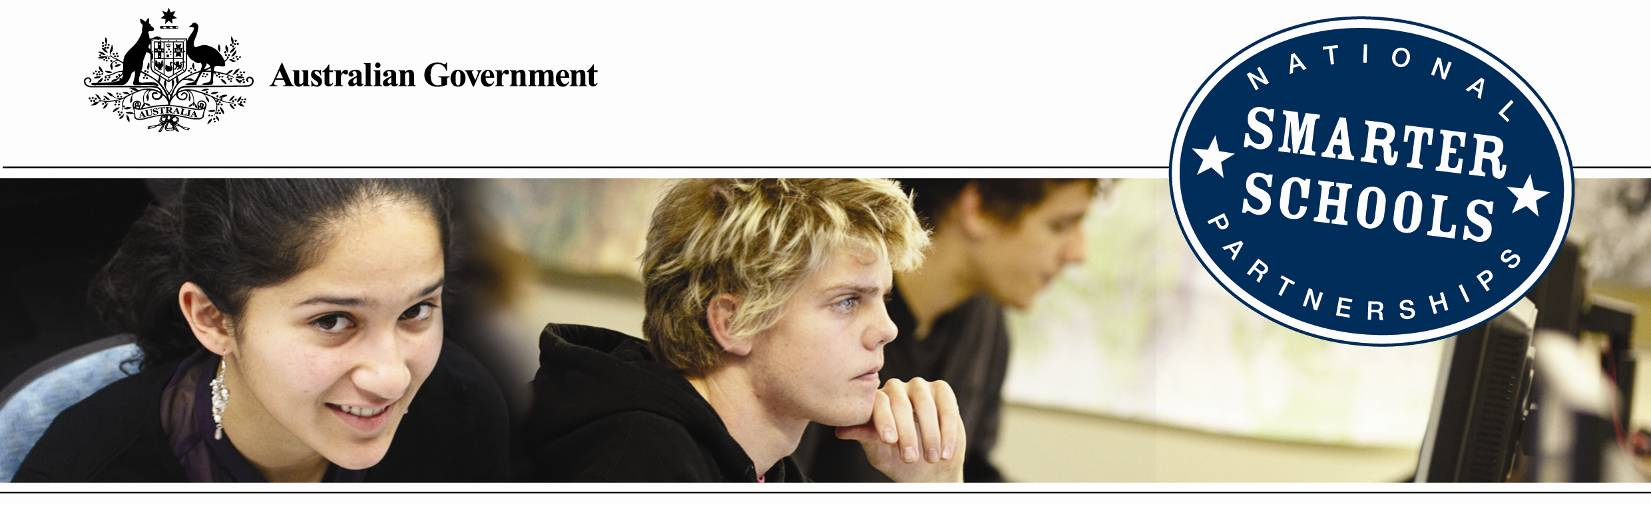 Australian Government
AUSTRALIA
NATIONAL
SMARTER
SCHOOLS
PARTNERSHIPS